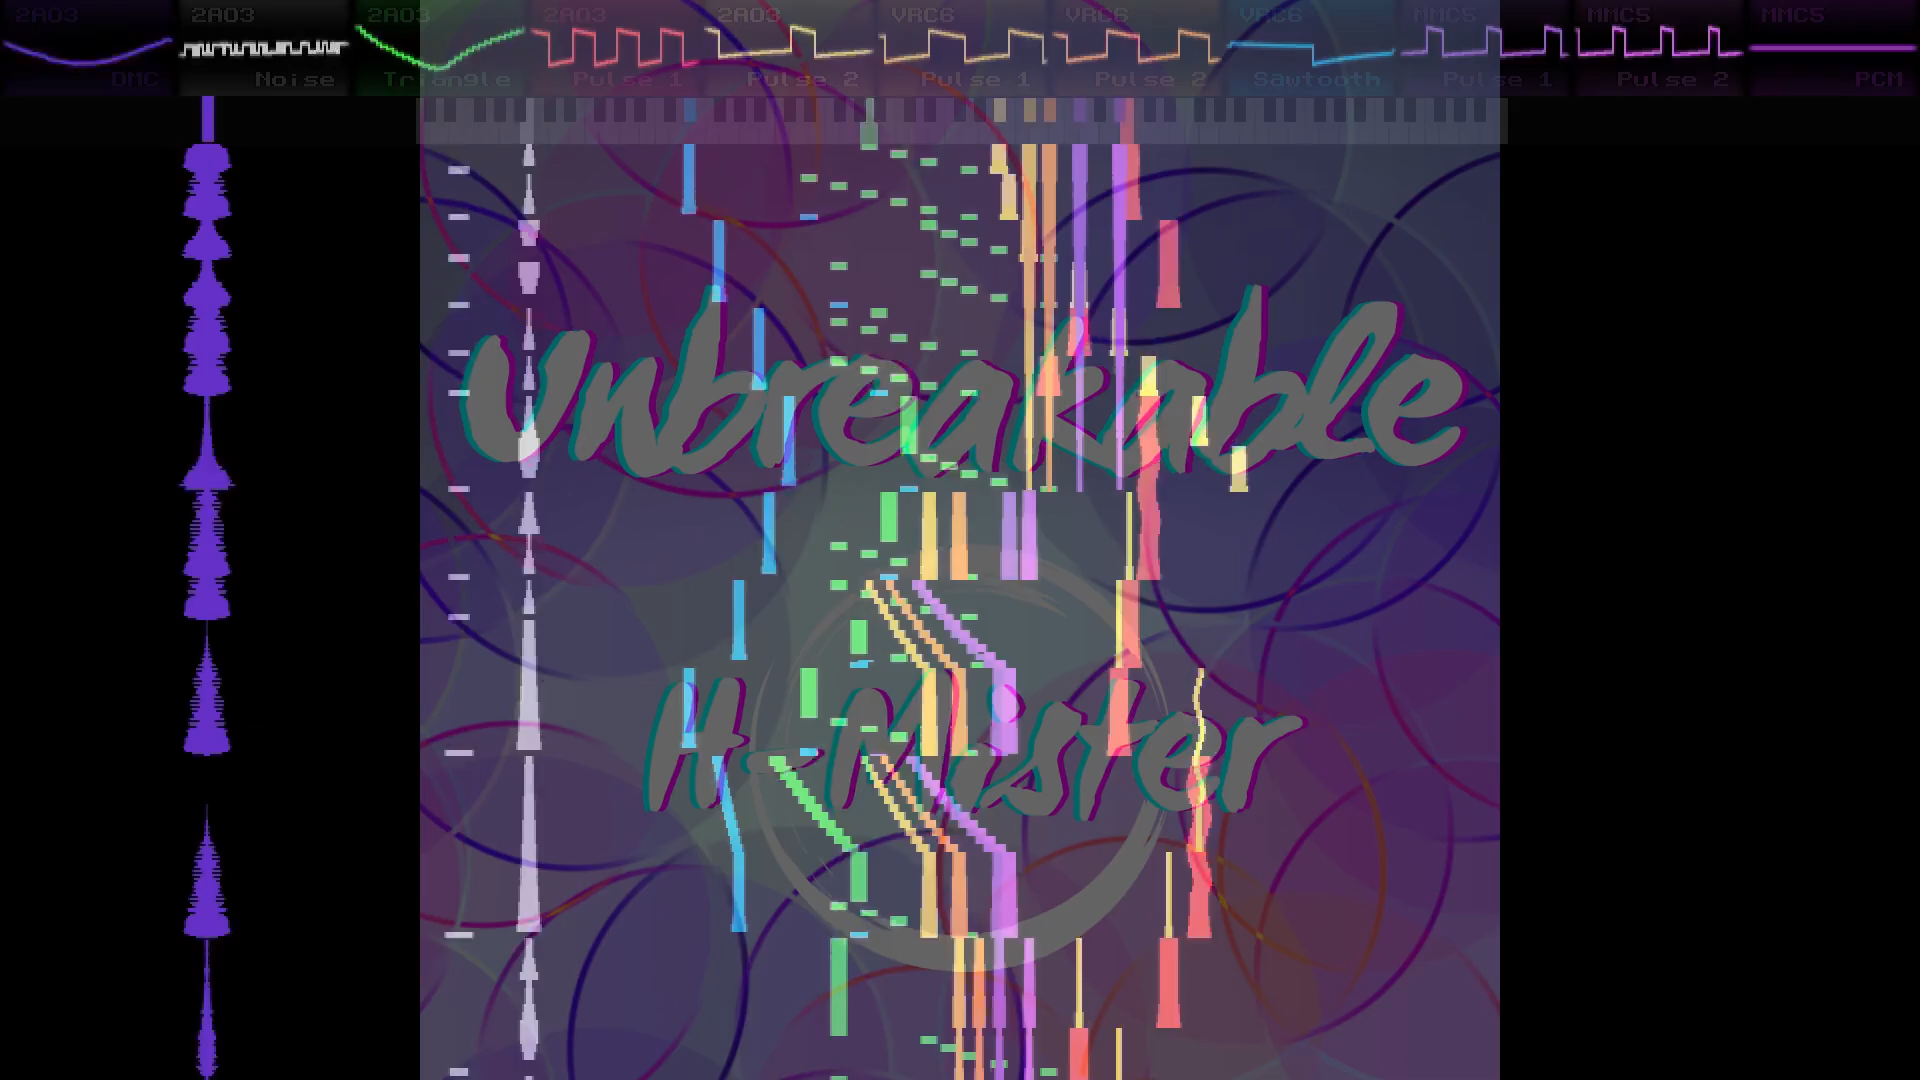 2A03 2A03 2A03 2A03 2A03 VRC6 VRC6 VRC6 MMC5 MMC5 MMC5
DMC Noise Triangle Pulse 1 Pulse 2 Pulse 1 Pulse 2 Sawtooth Pulse 1 Pulse 2 PCM
Unbreakable
H-Mister